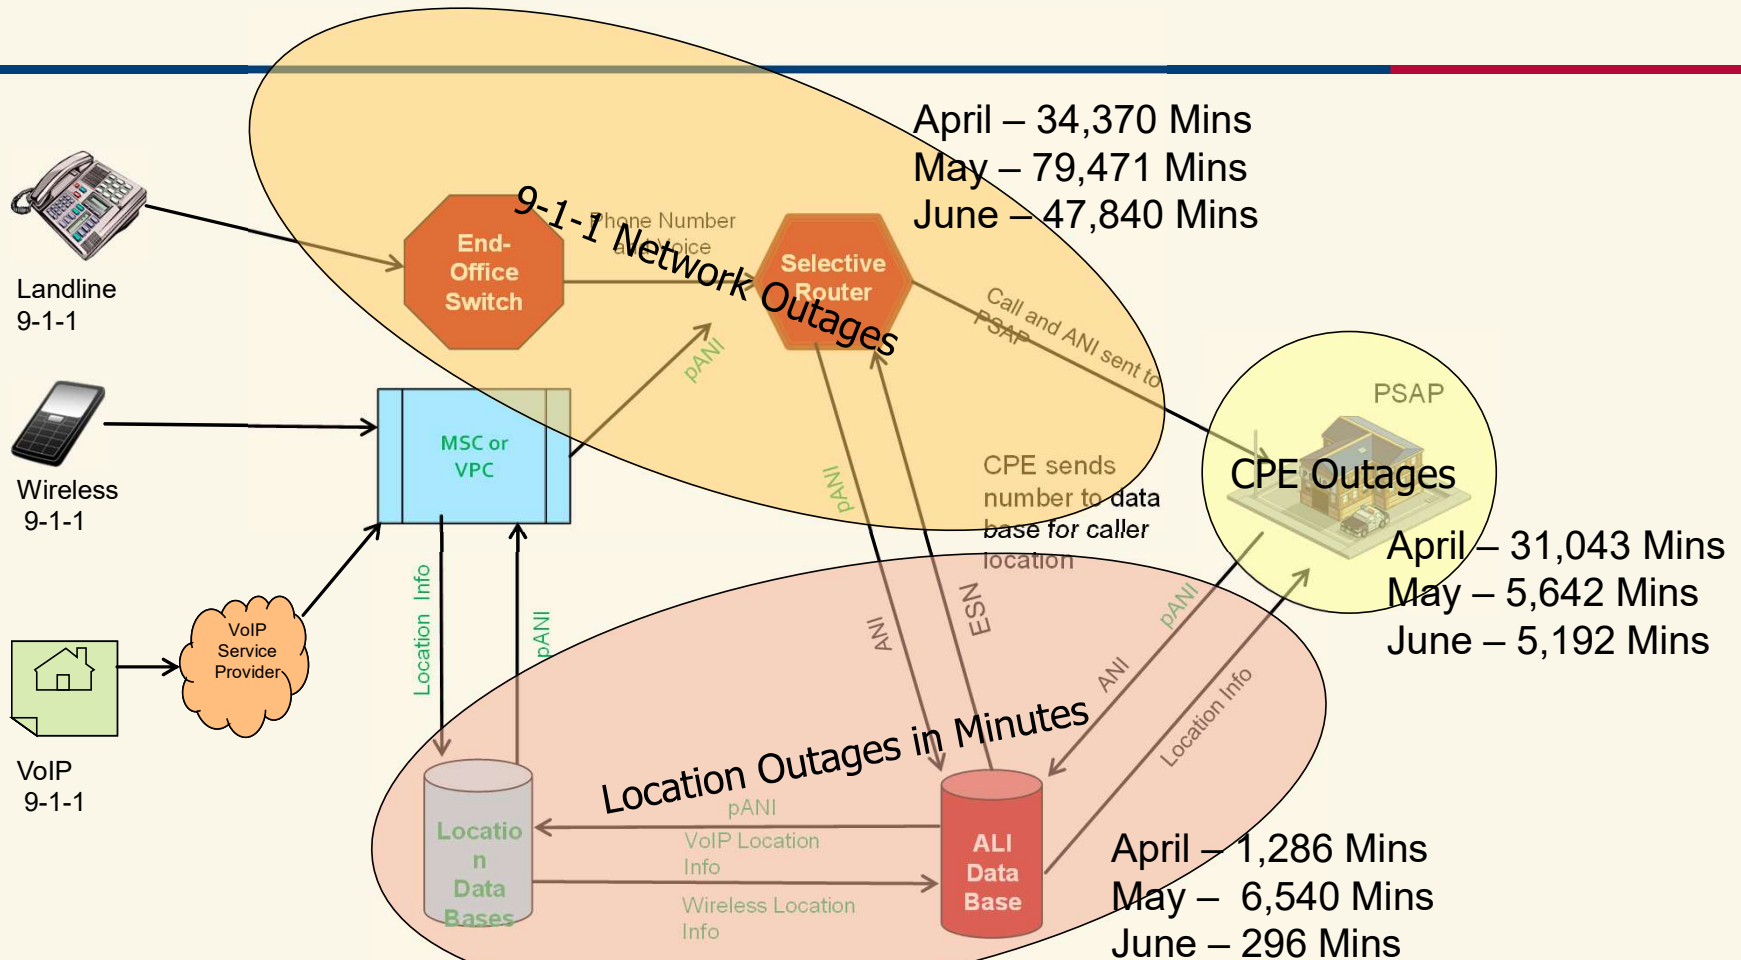 April – 34,370 Mins
May – 79,471 Mins
June – 47,840 Mins
9-1-1 Network Outages
Landline
9-1-1
End-
Office
Switch
Phone Number
and Voice
Selective
Router
Call and ANI sent to
PSAP
pANI
Wireless
9-1-1
MSC or
VPC
PSAP
CPE Outages
CPE sends
number to data
base for caller
location
April – 31,043 Mins
May – 5,642 Mins
June – 5,192 Mins
pANI
ANI
ESN
pANI
ANI
Location Info
Location Info
pANI
VoIP
Service
Provider
VoIP
9-1-1
Location Outages in Minutes
Locatio
n
Data
Bases
pANI
VoIP Location
Info
Wireless Location
Info
ALI
Data
Base
April – 1,286 Mins
May – 6,540 Mins
June – 296 Mins